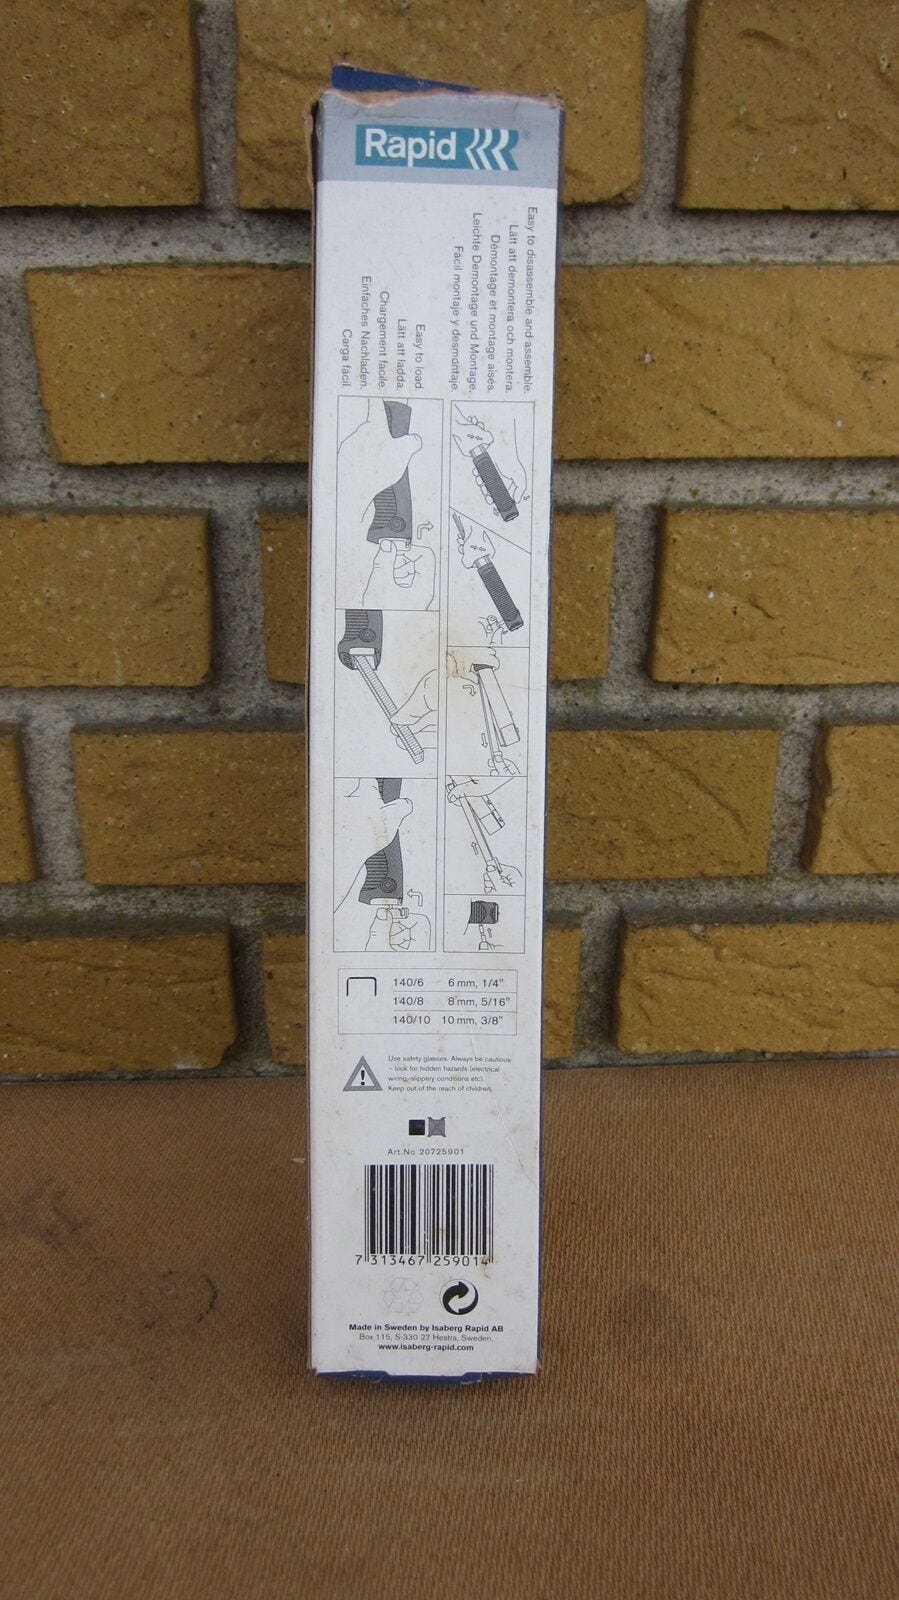 Rapid
Easy to disassemble and assemble.
Lätt att demontera och montera.
Démontage et montage aisés.
Leichte Demontage und Montage.
Fácil montaje y desmontaje.
Easy to load.
Lätt att ladda.
Chargement facile.
Einfaches Nachladen.
Carga fácil.
140/6 6 mm, 1/4"
140/8 8 mm, 5/16"
140/10 10 mm, 3/8"
Use safety glasses. Always be cautious
– look for hidden hazards (electrical
wiring, slippery conditions etc).
Keep out of the reach of children.
Art.No 20725901
7 313467 259014
Made in Sweden by Isaberg Rapid AB
Box 115, S-330 27 Hestra, Sweden.
www.isaberg-rapid.com